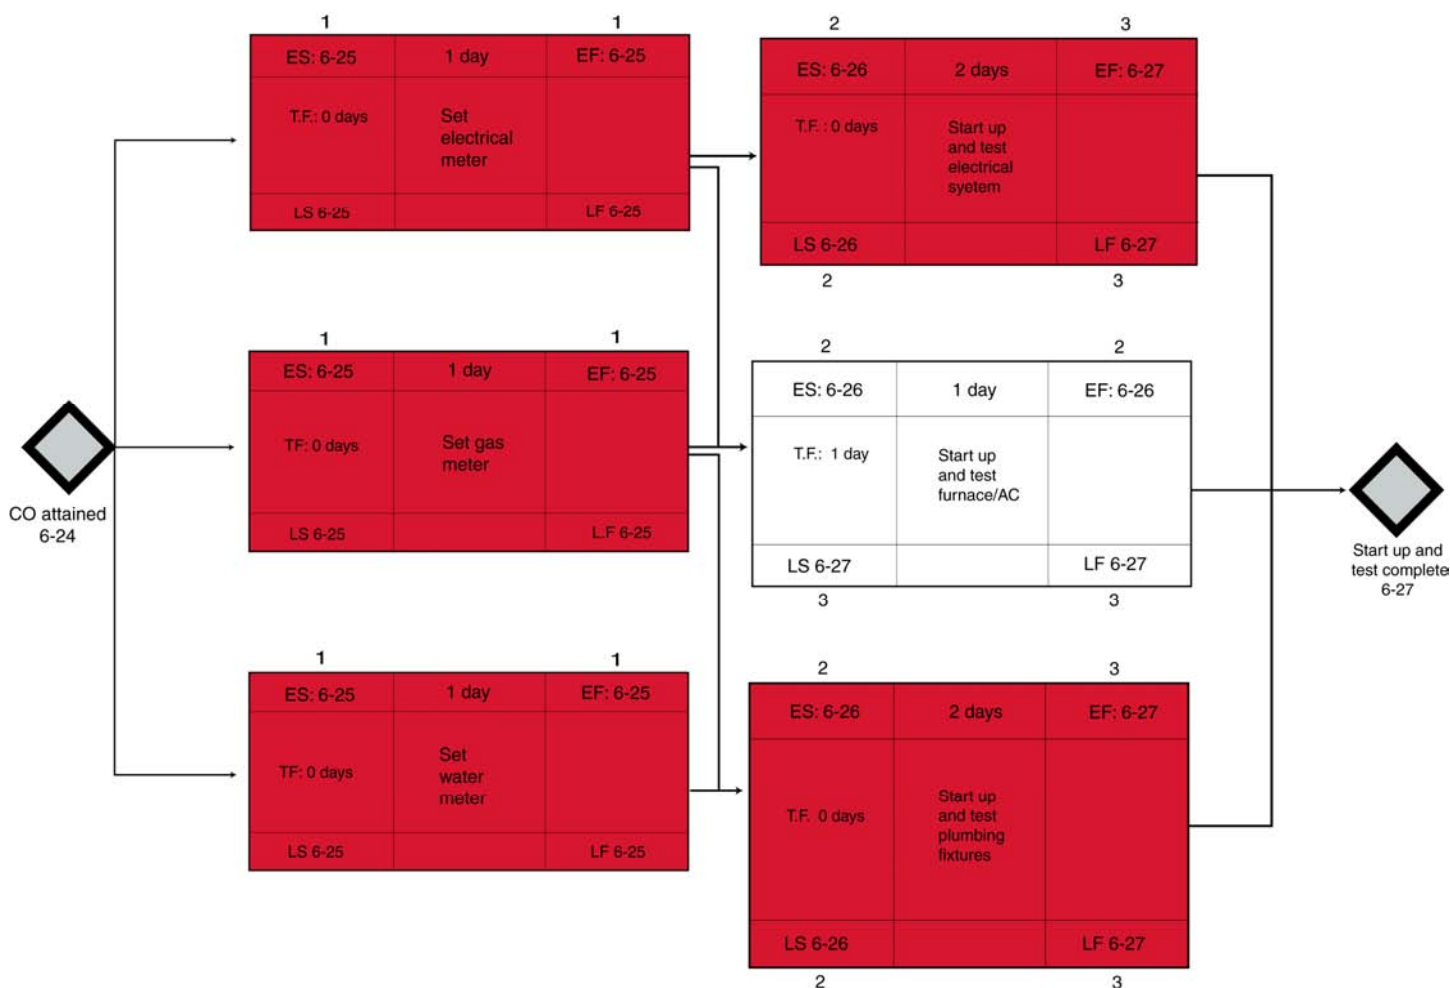 1
1
ES: 6-25
1 day
EF: 6-25
T.F.: 0 days
Set
electrical
meter
LS 6-25
LF 6-25
2
3
ES: 6-26
2 days
EF: 6-27
T.F. : 0 days
Start up
and test
electrical
syetem
LS 6-26
LF 6-27
2
3
1
1
ES: 6-25
1 day
EF: 6-25
TF: 0 days
Set gas
meter
LS 6-25
L.F 6-25
2
2
ES: 6-26
1 day
EF: 6-26
T.F.: 1 day
Start up
and test
furnace/AC
LS 6-27
LF 6-27
3
3
CO attained
6-24
Start up and
test complete
6-27
1
1
ES: 6-25
1 day
EF: 6-25
TF: 0 days
Set
water
meter
LS 6-25
LF 6-25
2
3
ES: 6-26
2 days
EF: 6-27
T.F. 0 days
Start up
and test
plumbing
fixtures
LS 6-26
LF 6-27
2
3